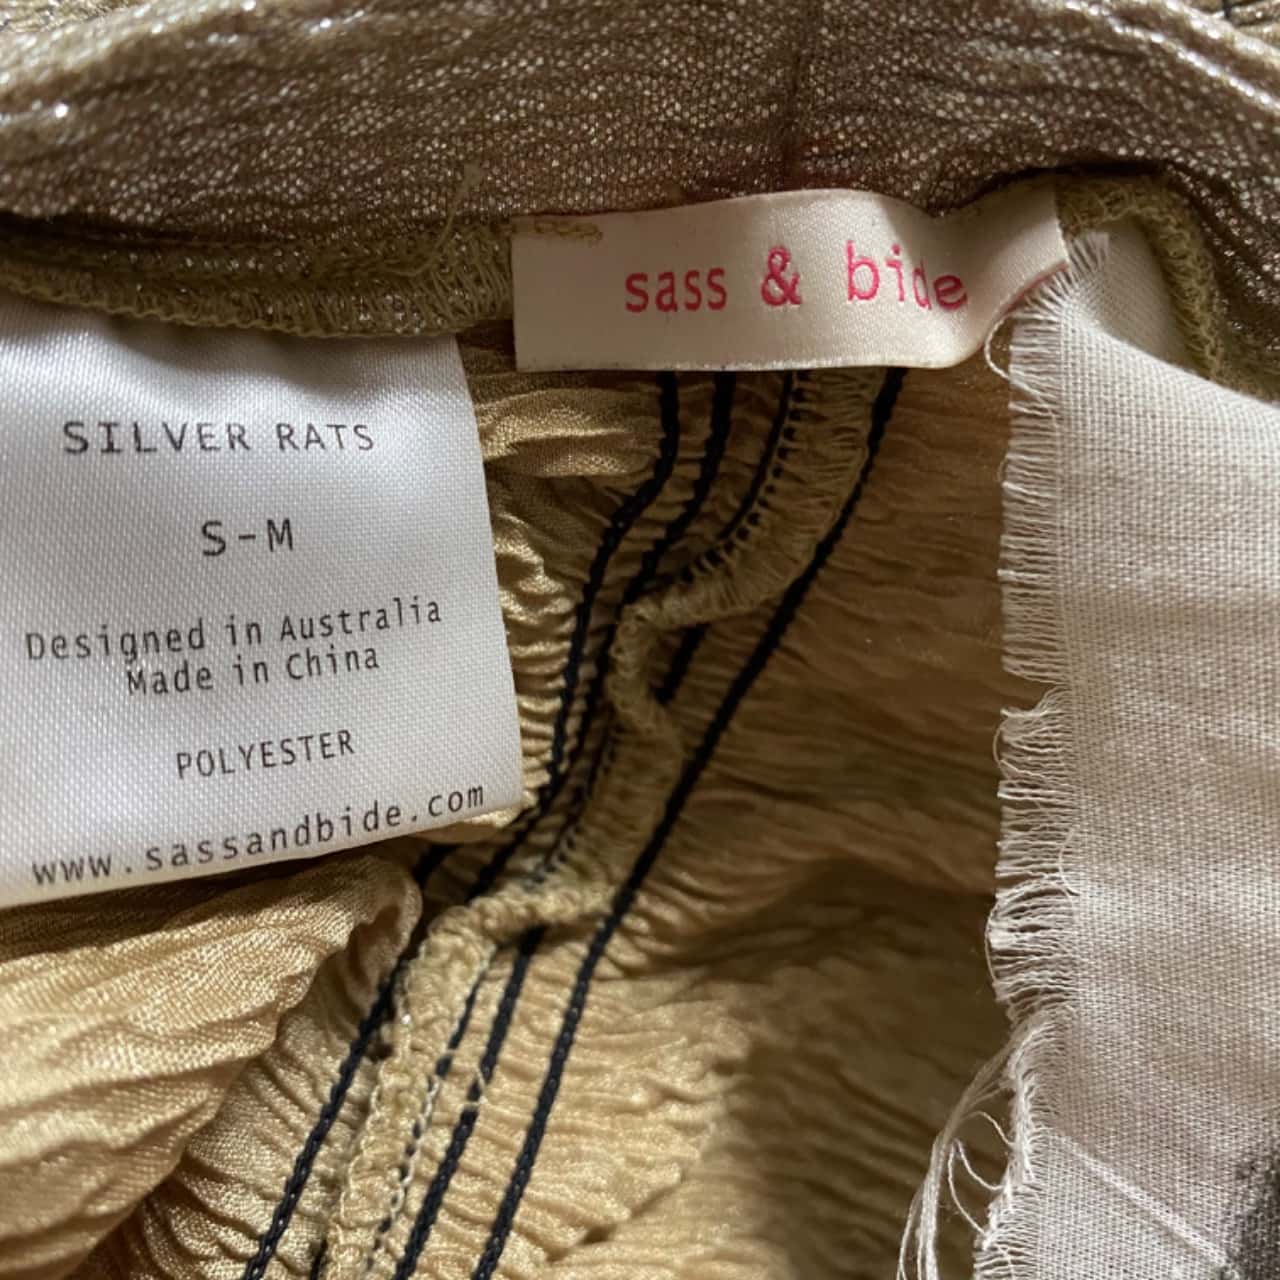 sass & bide
SILVER RATS
S-M
Designed in Australia
Made in China
POLYESTER
www.sassandbide.com